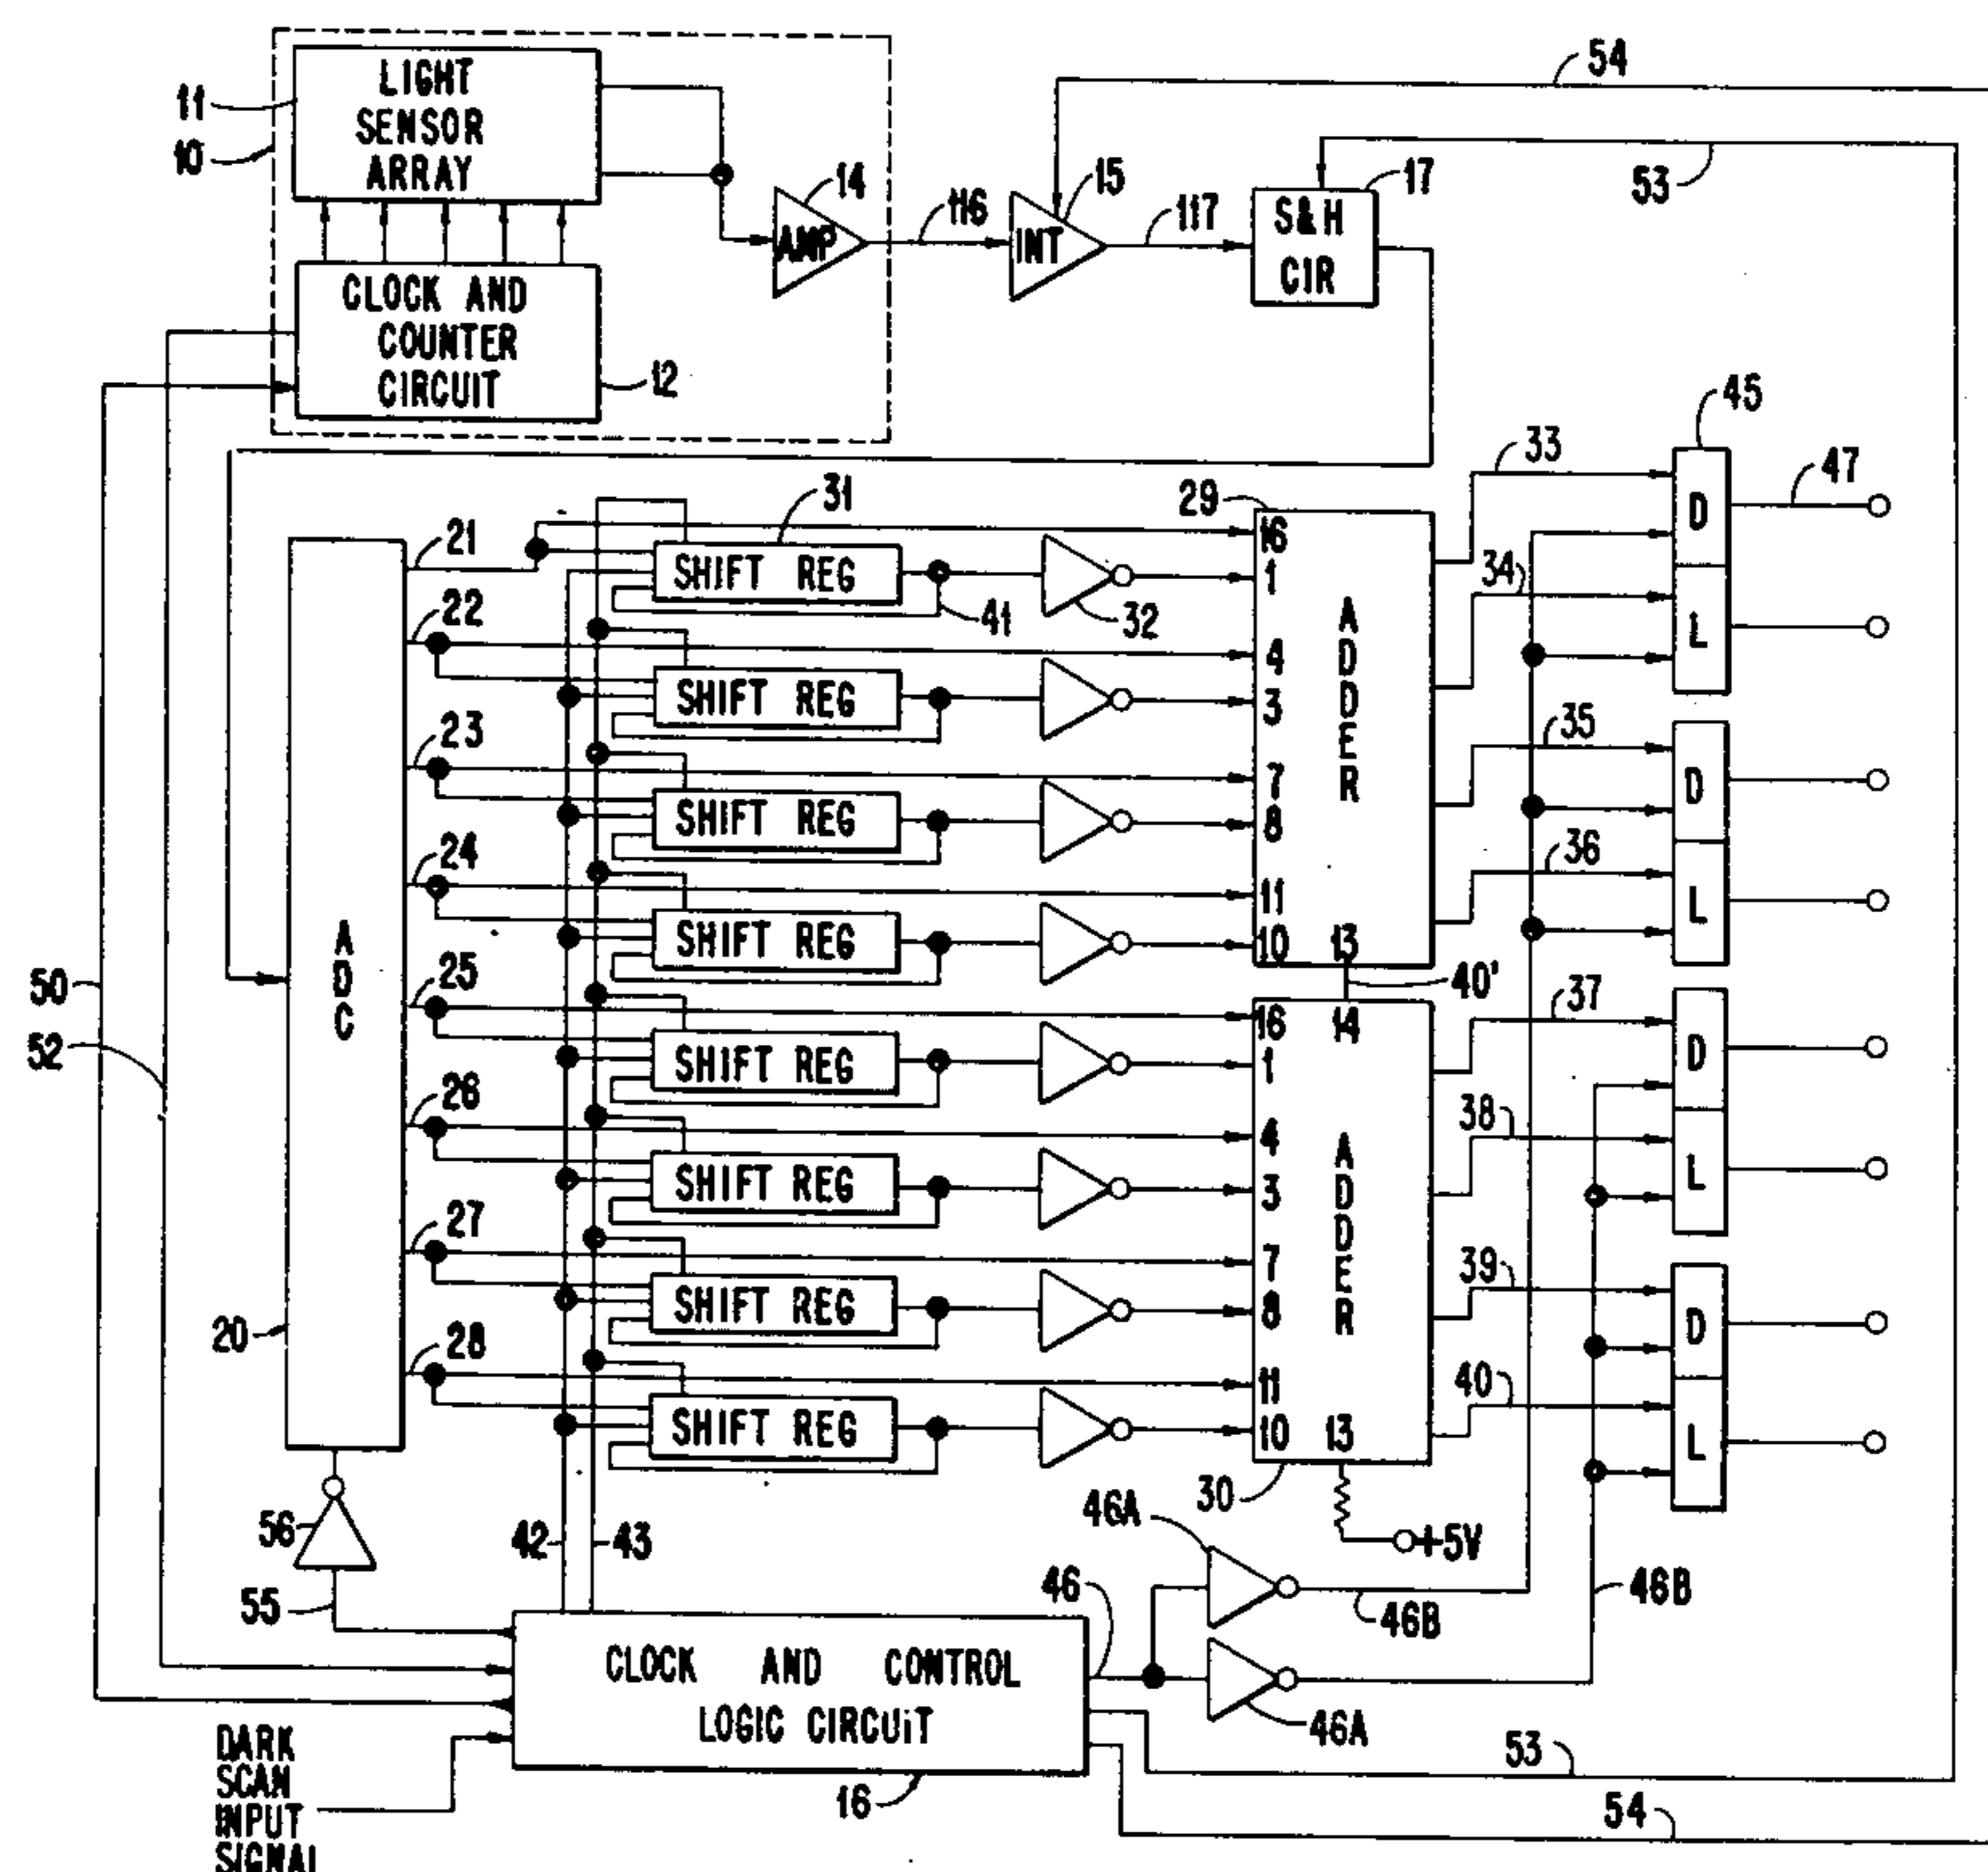 54
11
LIGHT
SENSOR
ARRAY
10
14
AMP
116
15
INT
117
17
S&H
CIR
53
CLOCK AND
COUNTER
CIRCUIT
12
45
33
D
47
34
L
29
31
21
16
SHIFT REG
1
41
32
22
4
SHIFT REG
3
35
D
23
7
SHIFT REG
8
36
L
24
11
SHIFT REG
10
13
ADDER
40'
ADC
20
25
16
14
SHIFT REG
1
37
D
26
4
SHIFT REG
3
38
L
27
7
SHIFT REG
8
39
D
28
11
SHIFT REG
10
13
40
L
ADDER
30
+5V
50
52
56
55
42
43
46A
46
46B
46B
46A
CLOCK AND CONTROL
LOGIC CIRCUiT
16
53
54
DARK
SCAN
INPUT
SIGNAL